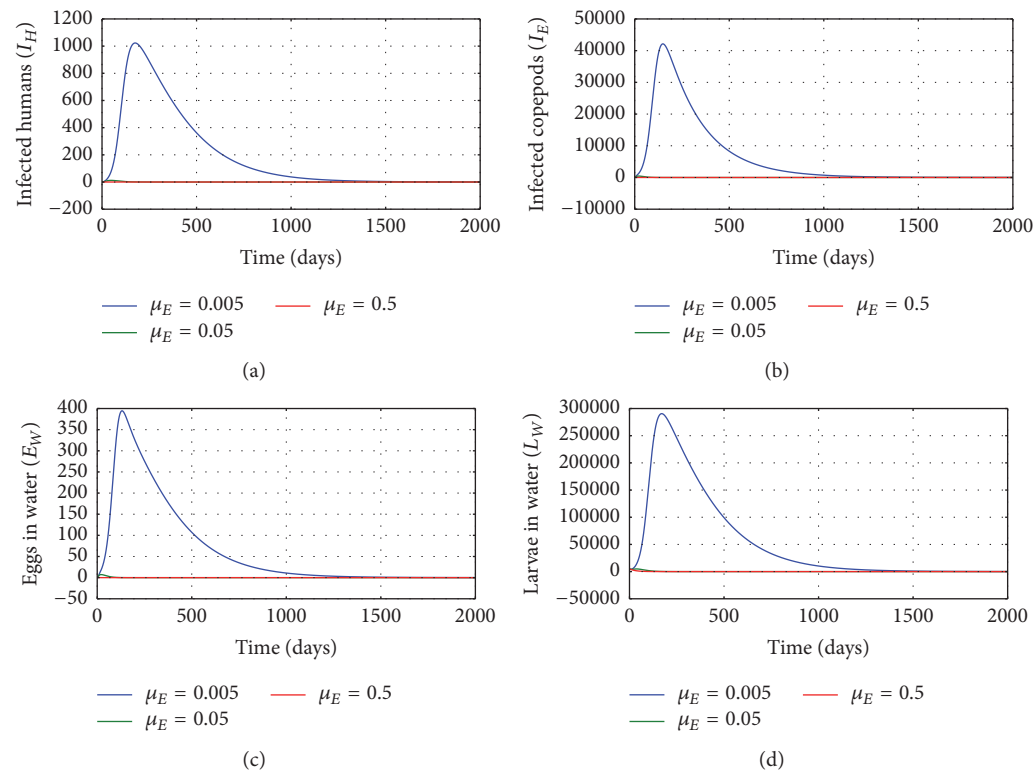 1200
1000
800
600
400
200
0
−200
Infected humans (I_H)
0 500 1000 1500 2000
Time (days)
μ_E = 0.005 μ_E = 0.5
μ_E = 0.05
(a)
50000
40000
30000
20000
10000
0
−10000
Infected copepods (I_E)
0 500 1000 1500 2000
Time (days)
μ_E = 0.005 μ_E = 0.5
μ_E = 0.05
(b)
400
350
300
250
200
150
100
50
0
−50
Eggs in water (E_W)
0 500 1000 1500 2000
Time (days)
μ_E = 0.005 μ_E = 0.5
μ_E = 0.05
(c)
300000
250000
200000
150000
100000
50000
0
−50000
Larvae in water (L_W)
0 500 1000 1500 2000
Time (days)
μ_E = 0.005 μ_E = 0.5
μ_E = 0.05
(d)